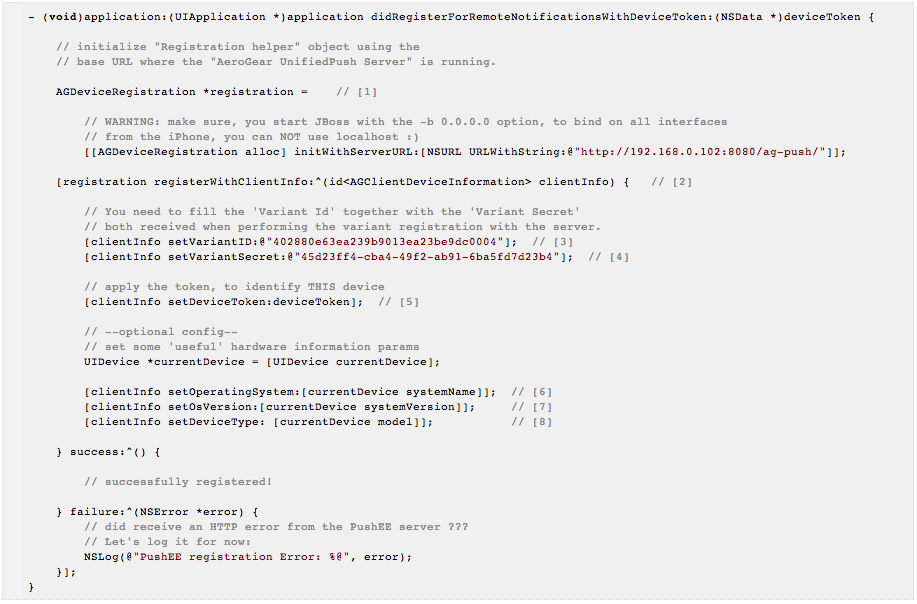 - (void)application:(UIApplication *)application didRegisterForRemoteNotificationsWithDeviceToken:(NSData *)deviceToken {
// initialize "Registration helper" object using the
// base URL where the "AeroGear UnifiedPush Server" is running.
AGDeviceRegistration *registration =    // [1]
// WARNING: make sure, you start JBoss with the -b 0.0.0.0 option, to bind on all interfaces
// from the iPhone, you can NOT use localhost :)
[[AGDeviceRegistration alloc] initWithServerURL:[NSURL URLWithString:@"http://192.168.0.102:8080/ag-push/"]];
[registration registerWithClientInfo:^(id<AGClientDeviceInformation> clientInfo) {   // [2]
// You need to fill the 'Variant Id' together with the 'Variant Secret'
// both received when performing the variant registration with the server.
[clientInfo setVariantID:@"402880e63ea239b9013ea23be9dc0004"];  // [3]
[clientInfo setVariantSecret:@"45d23ff4-cba4-49f2-ab91-6ba5fd7d23b4"];  // [4]
// apply the token, to identify THIS device
[clientInfo setDeviceToken:deviceToken];  // [5]
// --optional config--
// set some 'useful' hardware information params
UIDevice *currentDevice = [UIDevice currentDevice];
[clientInfo setOperatingSystem:[currentDevice systemName]];  // [6]
[clientInfo setOsVersion:[currentDevice systemVersion]];     // [7]
[clientInfo setDeviceType: [currentDevice model]];           // [8]
} success:^() {
// successfully registered!
} failure:^(NSError *error) {
// did receive an HTTP error from the PushEE server ???
// Let's log it for now:
NSLog(@"PushEE registration Error: %@", error);
}];
}